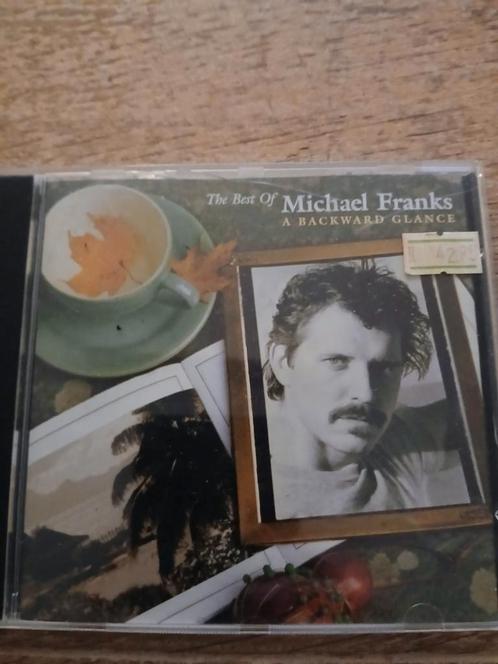 The Best Of Michael Franks
A BACKWARD GLANCE